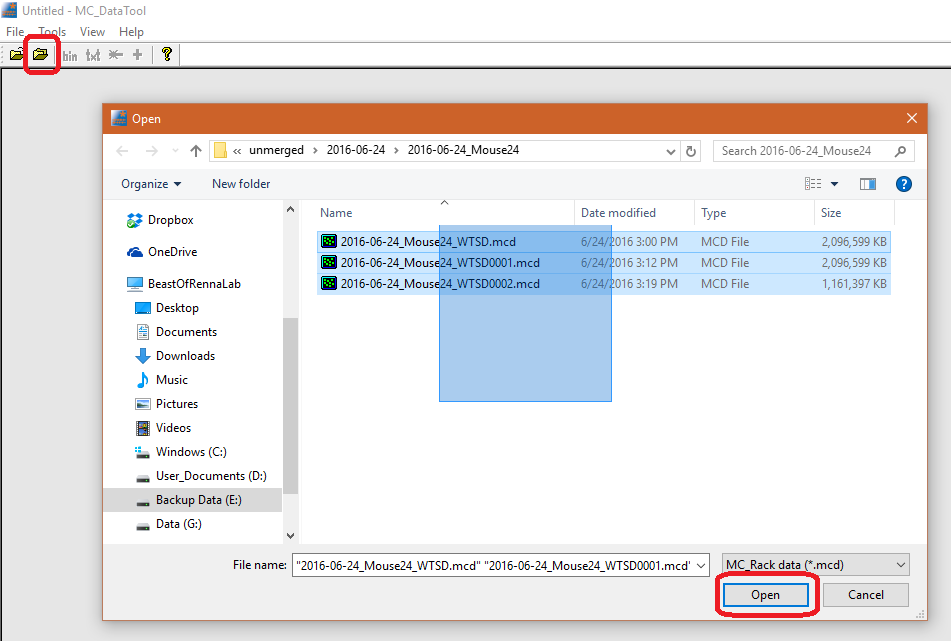 Untitled - MC_DataTool
File Tools View Help
bin txt
Open
« unmerged > 2016-06-24 > 2016-06-24_Mouse24
Search 2016-06-24_Mouse24
Organize New folder
Name Date modified Type Size
Dropbox
OneDrive
BeastOfRennaLab
Desktop
Documents
Downloads
Music
Pictures
Videos
Windows (C:)
User_Documents (D:)
Backup Data (E:)
Data (G:)
2016-06-24_Mouse24_WTSD.mcd 6/24/2016 3:00 PM MCD File 2,096,599 KB
2016-06-24_Mouse24_WTSD0001.mcd 6/24/2016 3:12 PM MCD File 2,096,599 KB
2016-06-24_Mouse24_WTSD0002.mcd 6/24/2016 3:19 PM MCD File 1,161,397 KB
File name: "2016-06-24_Mouse24_WTSD.mcd" "2016-06-24_Mouse24_WTSD0001.mcd" MC_Rack data (*.mcd)
Open Cancel